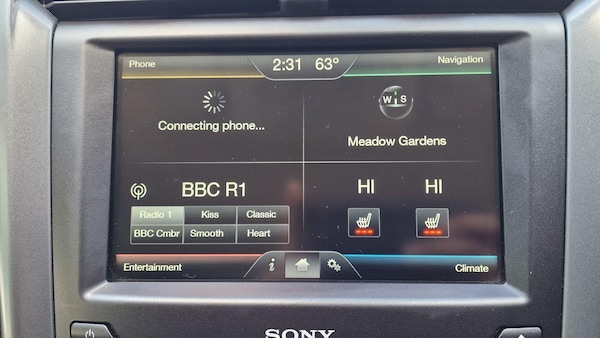 Phone
2:31 63°
Navigation
Connecting phone...
W S
Meadow Gardens
BBC R1
HI HI
Radio 1 Kiss Classic
BBC Cmbr Smooth Heart
Entertainment
i
Climate
SONY